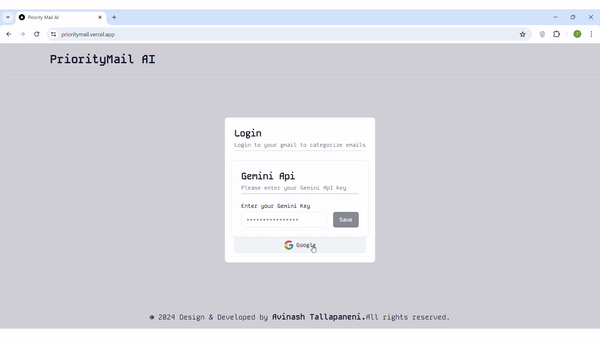 Priority Mail AI
prioritymail.vercel.app
PriorityMail AI
Login
Login to your gmail to categorize emails
Gemini Api
Please enter your Gemini ApI key
Enter your Gemini Key
****************
Save
Google
© 2024 Design & Developed by Avinash Tallapaneni.All rights reserved.